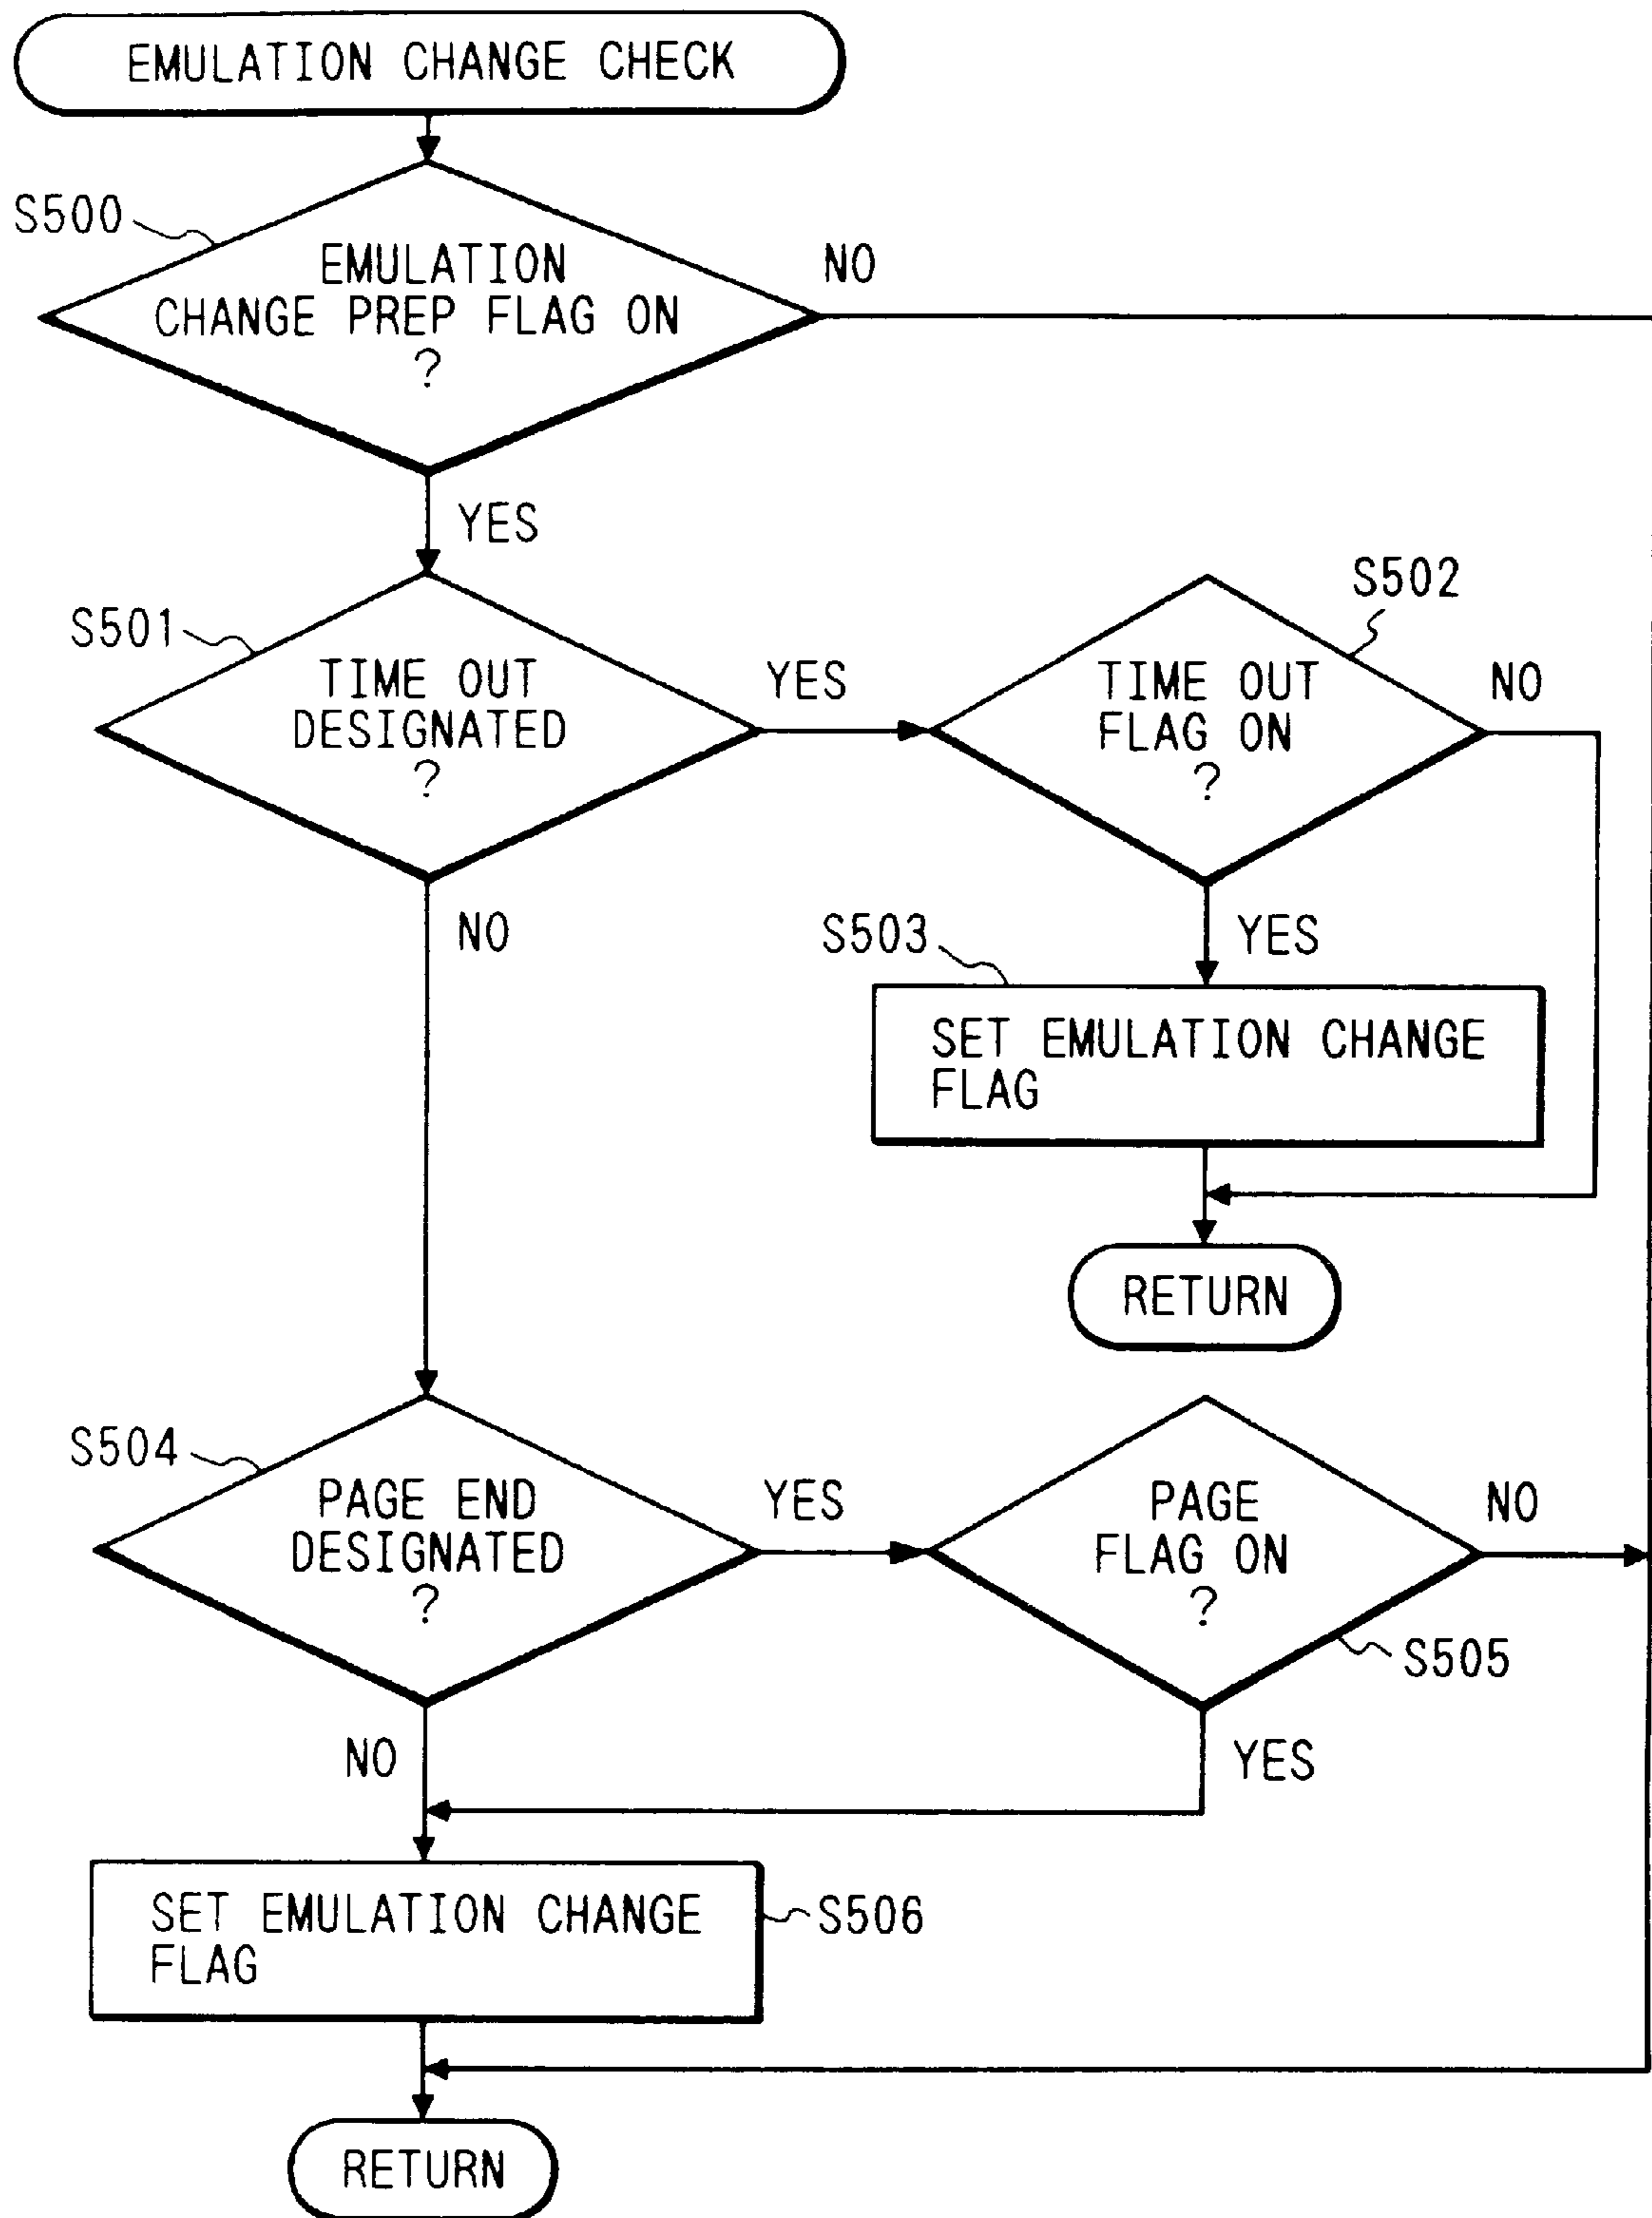 EMULATION CHANGE CHECK
S500
EMULATION
CHANGE PREP FLAG ON
?
NO
YES
S501
TIME OUT
DESIGNATED
?
YES
S502
TIME OUT
FLAG ON
?
NO
NO
YES
S503
SET EMULATION CHANGE
FLAG
RETURN
S504
PAGE END
DESIGNATED
?
YES
PAGE
FLAG ON
?
NO
S505
NO
YES
SET EMULATION CHANGE
FLAG
S506
RETURN